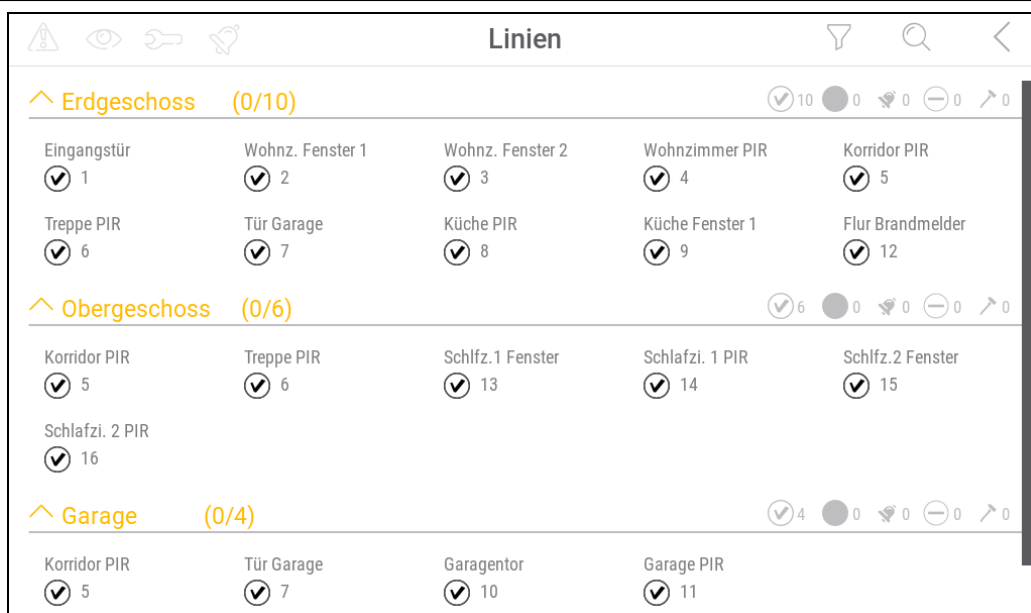 Linien
Erdgeschoss (0/10) 10 0 0 0 0
Eingangstür Wohnz. Fenster 1 Wohnz. Fenster 2 Wohnzimmer PIR Korridor PIR
1 2 3 4 5
Treppe PIR Tür Garage Küche PIR Küche Fenster 1 Flur Brandmelder
6 7 8 9 12
Obergeschoss (0/6) 6 0 0 0 0
Korridor PIR Treppe PIR Schlfz.1 Fenster Schlafzi. 1 PIR Schlfz.2 Fenster
5 6 13 14 15
Schlafzi. 2 PIR
16
Garage (0/4) 4 0 0 0 0
Korridor PIR Tür Garage Garagentor Garage PIR
5 7 10 11